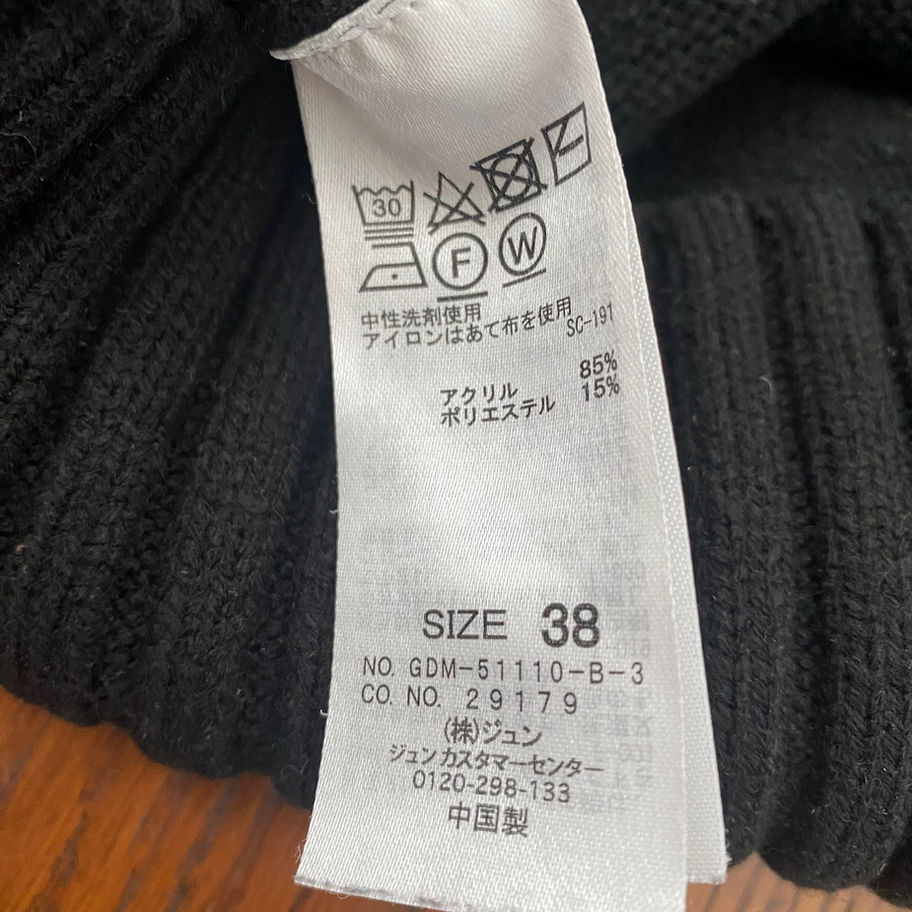 30
F W
中性洗剤使用
アイロンはあて布を使用
SC-191
アクリル 85%
ポリエステル 15%
SIZE 38
NO. GDM-51110-B-3
CO. NO. 29179
(株)ジュン
ジュンカスタマーセンター
0120-298-133
中国製